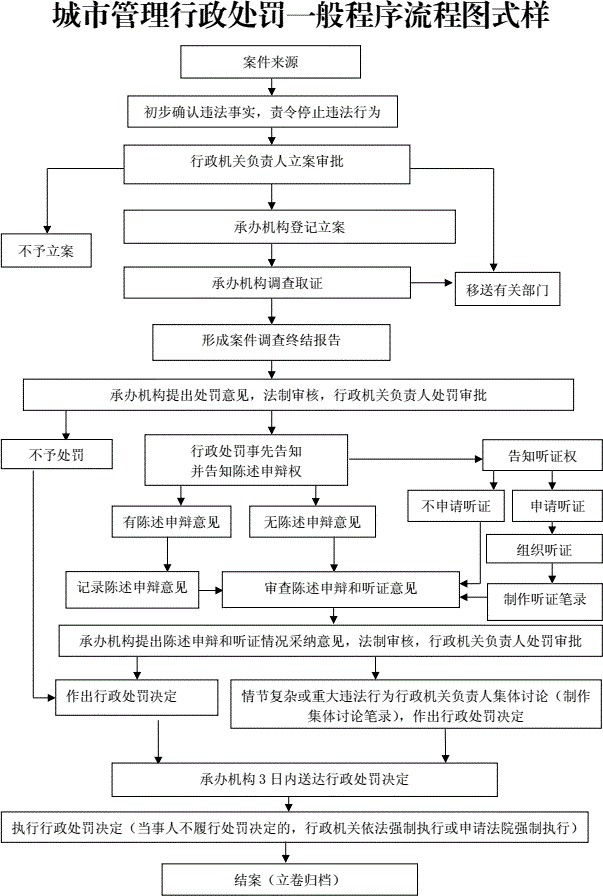 城市管理行政处罚一般程序流程图式样
案件来源
初步确认违法事实，责令停止违法行为
行政机关负责人立案审批
承办机构登记立案
不予立案
承办机构调查取证
移送有关部门
形成案件调查终结报告
承办机构提出处罚意见，法制审核，行政机关负责人处罚审批
不予处罚
行政处罚事先告知
并告知陈述申辩权
告知听证权
不申请听证
申请听证
有陈述申辩意见
无陈述申辩意见
组织听证
记录陈述申辩意见
审查陈述申辩和听证意见
制作听证笔录
承办机构提出陈述申辩和听证情况采纳意见，法制审核，行政机关负责人处罚审批
作出行政处罚决定
情节复杂或重大违法行为行政机关负责人集体讨论（制作
集体讨论笔录），作出行政处罚决定
承办机构3日内送达行政处罚决定
执行行政处罚决定（当事人不履行处罚决定的，行政机关依法强制执行或申请法院强制执行）
结案（立卷归档）